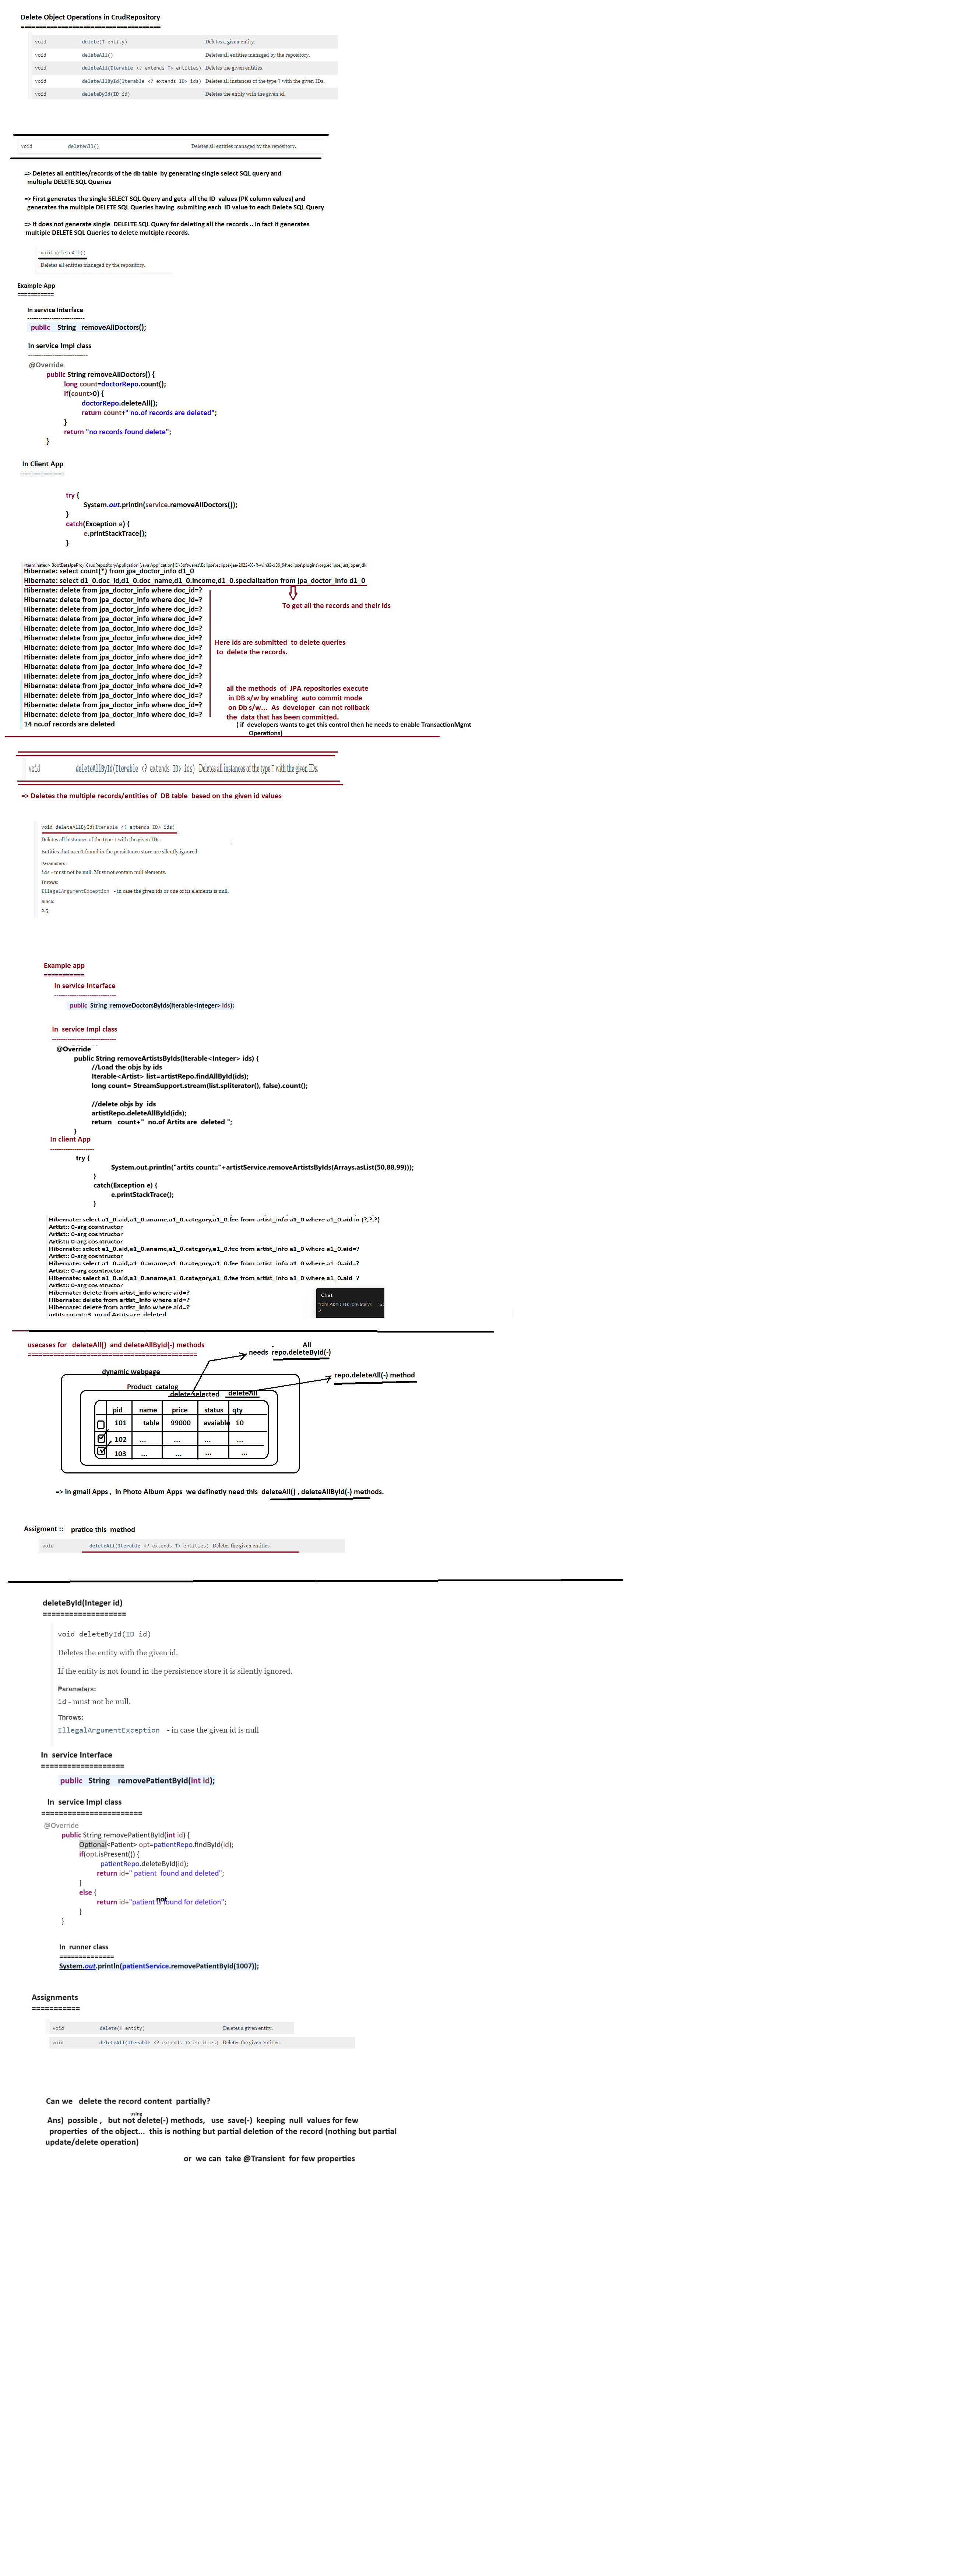 Delete Object Operations in CrudRepository
=====================================
void delete(T entity) Deletes a given entity.
void deleteAll() Deletes all entities managed by the repository.
void deleteAll(Iterable <? extends T> entities) Deletes the given entities.
void deleteAllById(Iterable <? extends ID> ids) Deletes all instances of the type T with the given IDs.
void deleteById(ID id) Deletes the entity with the given id.
void deleteAll() Deletes all entities managed by the repository.
=> Deletes all entities/records of the db table by generating single select SQL query and
multiple DELETE SQL Queries
=> First generates the single SELECT SQL Query and gets all the ID values (PK column values) and
generates the multiple DELETE SQL Queries having submiting each ID value to each Delete SQL Query
=> It does not generate single DELELTE SQL Query for deleting all the records .. in fact it generates
multiple DELETE SQL Queries to delete multiple records.
void deleteAll()
Deletes all entities managed by the repository.
Example App
===========
In service Interface
--------------------------
public String removeAllDoctors();
In service Impl class
---------------------------
@Override
public String removeAllDoctors() {
long count=doctorRepo.count();
if(count>0) {
doctorRepo.deleteAll();
return count+" no.of records are deleted";
}
return "no records found delete";
}
In Client App
--------------------
try {
System.out.println(service.removeAllDoctors());
}
catch(Exception e) {
e.printStackTrace();
}
Hibernate: select count(*) from jpa_doctor_info d1_0
Hibernate: select d1_0.doc_id,d1_0.doc_name,d1_0.income,d1_0.specialization from jpa_doctor_info d1_0
Hibernate: delete from jpa_doctor_info where doc_id=?
Hibernate: delete from jpa_doctor_info where doc_id=?
To get all the records and their ids
Hibernate: delete from jpa_doctor_info where doc_id=?
Hibernate: delete from jpa_doctor_info where doc_id=?
Hibernate: delete from jpa_doctor_info where doc_id=?
Hibernate: delete from jpa_doctor_info where doc_id=?
Here ids are submitted to delete queries
Hibernate: delete from jpa_doctor_info where doc_id=?
to delete the records.
Hibernate: delete from jpa_doctor_info where doc_id=?
Hibernate: delete from jpa_doctor_info where doc_id=?
Hibernate: delete from jpa_doctor_info where doc_id=?
Hibernate: delete from jpa_doctor_info where doc_id=?
all the methods of JPA repositories execute
Hibernate: delete from jpa_doctor_info where doc_id=?
in DB s/w by enabling auto commit mode
Hibernate: delete from jpa_doctor_info where doc_id=?
on Db s/w... As developer can not rollback
Hibernate: delete from jpa_doctor_info where doc_id=?
the data that has been committed.
14 no.of records are deleted
( if developers wants to get this control then he needs to enable TransactionMgmt
Operations)
void deleteAllById(Iterable <? extends ID> ids) Deletes all instances of the type T with the given IDs.
=> Deletes the multiple records/entities of DB table based on the given id values
void deleteAllById(Iterable <? extends ID> ids)
Deletes all instances of the type T with the given IDs.
Entities that aren't found in the persistence store are silently ignored.
Parameters:
ids - must not be null. Must not contain null elements.
Throws:
IllegalArgumentException - in case the given ids or one of its elements is null.
Since:
2.5
Example app
===========
In service Interface
----------------------------
public String removeDoctorsByIds(Iterable<Integer> ids);
In service Impl class
-----------------------------
@Override
public String removeArtistsByIds(Iterable<Integer> ids) {
//Load the objs by ids
Iterable<Artist> list=artistRepo.findAllById(ids);
long count= StreamSupport.stream(list.spliterator(), false).count();
//delete objs by ids
artistRepo.deleteAllById(ids);
return count+" no.of Artits are deleted ";
}
In client App
--------------------
try {
System.out.println("artits count::"+artistService.removeArtistsByIds(Arrays.asList(50,88,99)));
}
catch(Exception e) {
e.printStackTrace();
}
Hibernate: select a1_0.aid,a1_0.aname,a1_0.category,a1_0.fee from artist_info a1_0 where a1_0.aid in (?,?,?)
Artist:: 0-arg cosntructor
Artist:: 0-arg cosntructor
Artist:: 0-arg cosntructor
Hibernate: select a1_0.aid,a1_0.aname,a1_0.category,a1_0.fee from artist_info a1_0 where a1_0.aid=?
Artist:: 0-arg cosntructor
Hibernate: select a1_0.aid,a1_0.aname,a1_0.category,a1_0.fee from artist_info a1_0 where a1_0.aid=?
Artist:: 0-arg cosntructor
Hibernate: select a1_0.aid,a1_0.aname,a1_0.category,a1_0.fee from artist_info a1_0 where a1_0.aid=?
Artist:: 0-arg cosntructor
Hibernate: delete from artist_info where aid=?
Hibernate: delete from artist_info where aid=?
Hibernate: delete from artist_info where aid=?
artits count::3 no.of Artits are deleted
Chat
3
usecases for deleteAll() and deleteAllById(-) methods
=============================================
All
needs repo.deleteById(-)
dynamic webpage
repo.deleteAll(-) method
Product catalog
delete selected deleteAll
pid name price status qty
101 table 99000 avaiable 10
102 ... ... ... ...
103 ... ... ... ...
=> In gmail Apps , in Photo Album Apps we definetly need this deleteAll() , deleteAllById(-) methods.
Assigment :: pratice this method
void deleteAll(Iterable <? extends T> entities) Deletes the given entities.
deleteById(Integer id)
===================
void deleteById(ID id)
Deletes the entity with the given id.
If the entity is not found in the persistence store it is silently ignored.
Parameters:
id - must not be null.
Throws:
IllegalArgumentException - in case the given id is null
In service Interface
===================
public String removePatientById(int id);
In service Impl class
=======================
@Override
public String removePatientById(int id) {
Optional<Patient> opt=patientRepo.findById(id);
if(opt.isPresent()) {
patientRepo.deleteById(id);
return id+" patient found and deleted";
}
else {
not
return id+"patient is found for deletion";
}
}
In runner class
==============
System.out.println(patientService.removePatientById(1007));
Assignments
===========
void delete(T entity) Deletes a given entity.
void deleteAll(Iterable <? extends T> entities) Deletes the given entities.
Can we delete the record content partially?
using
Ans) possible , but not delete(-) methods, use save(-) keeping null values for few
properties of the object... this is nothing but partial deletion of the record (nothing but partial
update/delete operation)
or we can take @Transient for few properties